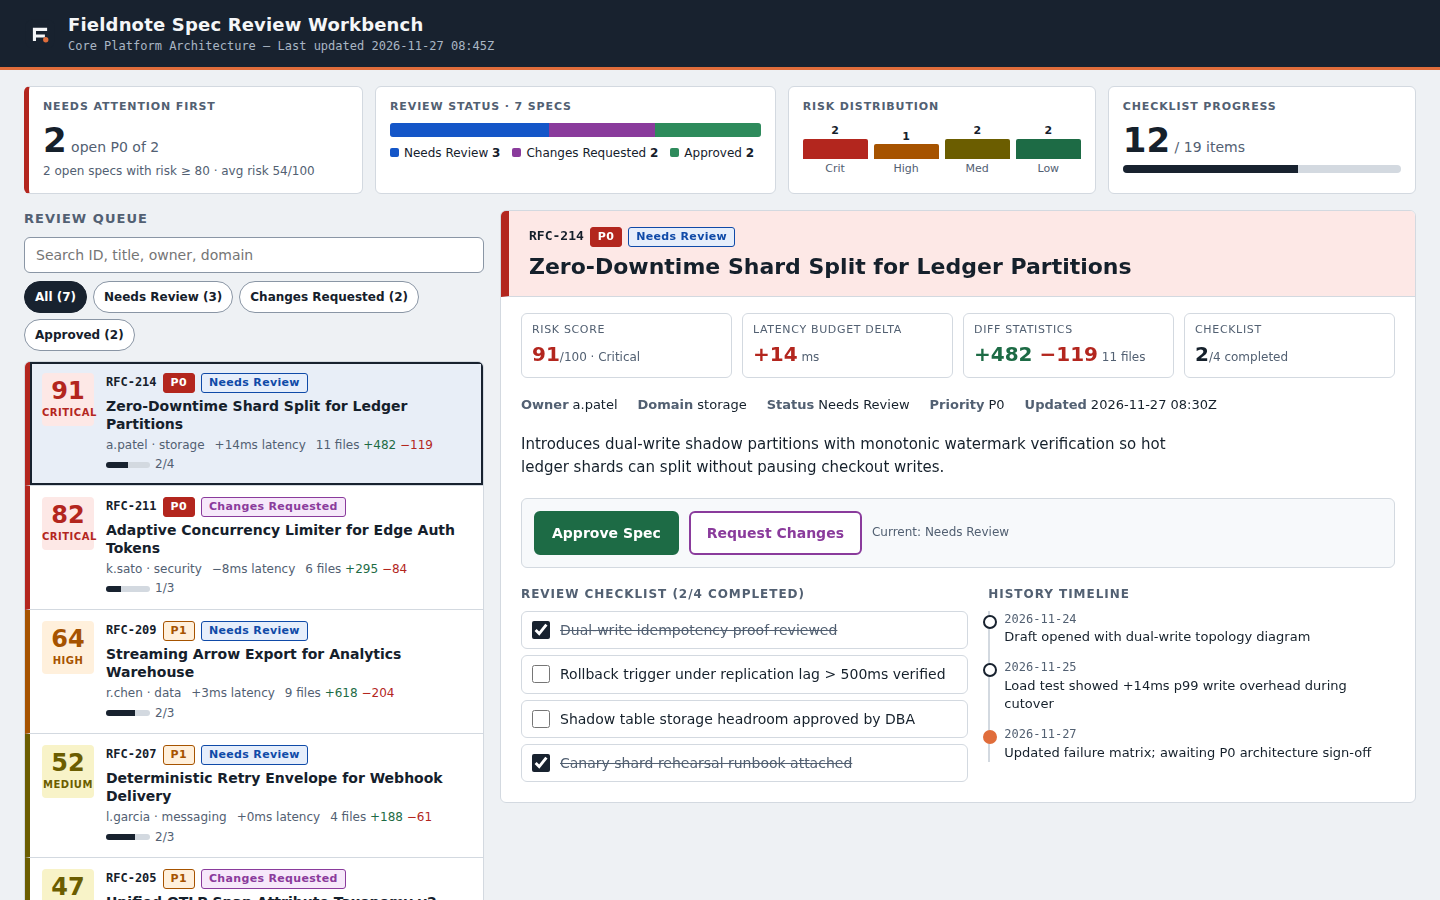 Fieldnote Spec Review Workbench
Core Platform Architecture — Last updated 2026-11-27 08:45Z
NEEDS ATTENTION FIRST
2 open P0 of 2
2 open specs with risk ≥ 80 · avg risk 54/100
REVIEW STATUS · 7 SPECS
Needs Review 3 Changes Requested 2 Approved 2
RISK DISTRIBUTION
2 1 2 2
Crit High Med Low
CHECKLIST PROGRESS
12 / 19 items
REVIEW QUEUE
Search ID, title, owner, domain
All (7) Needs Review (3) Changes Requested (2)
Approved (2)
91 CRITICAL
RFC-214 P0 Needs Review
Zero-Downtime Shard Split for Ledger
Partitions
a.patel · storage +14ms latency 11 files +482 −119
2/4
82 CRITICAL
RFC-211 P0 Changes Requested
Adaptive Concurrency Limiter for Edge Auth
Tokens
k.sato · security −8ms latency 6 files +295 −84
1/3
64 HIGH
RFC-209 P1 Needs Review
Streaming Arrow Export for Analytics
Warehouse
r.chen · data +3ms latency 9 files +618 −204
2/3
52 MEDIUM
RFC-207 P1 Needs Review
Deterministic Retry Envelope for Webhook
Delivery
l.garcia · messaging +0ms latency 4 files +188 −61
2/3
47
RFC-205 P1 Changes Requested
Unified OTLP Span Attribute Taxonomy v2
RFC-214 P0 Needs Review
Zero-Downtime Shard Split for Ledger Partitions
RISK SCORE
91/100 · Critical
LATENCY BUDGET DELTA
+14 ms
DIFF STATISTICS
+482 −119 11 files
CHECKLIST
2/4 completed
Owner a.patel Domain storage Status Needs Review Priority P0 Updated 2026-11-27 08:30Z
Introduces dual-write shadow partitions with monotonic watermark verification so hot
ledger shards can split without pausing checkout writes.
Approve Spec Request Changes Current: Needs Review
REVIEW CHECKLIST (2/4 COMPLETED)
Dual-write idempotency proof reviewed
Rollback trigger under replication lag > 500ms verified
Shadow table storage headroom approved by DBA
Canary shard rehearsal runbook attached
HISTORY TIMELINE
2026-11-24
Draft opened with dual-write topology diagram
2026-11-25
Load test showed +14ms p99 write overhead during
cutover
2026-11-27
Updated failure matrix; awaiting P0 architecture sign-off